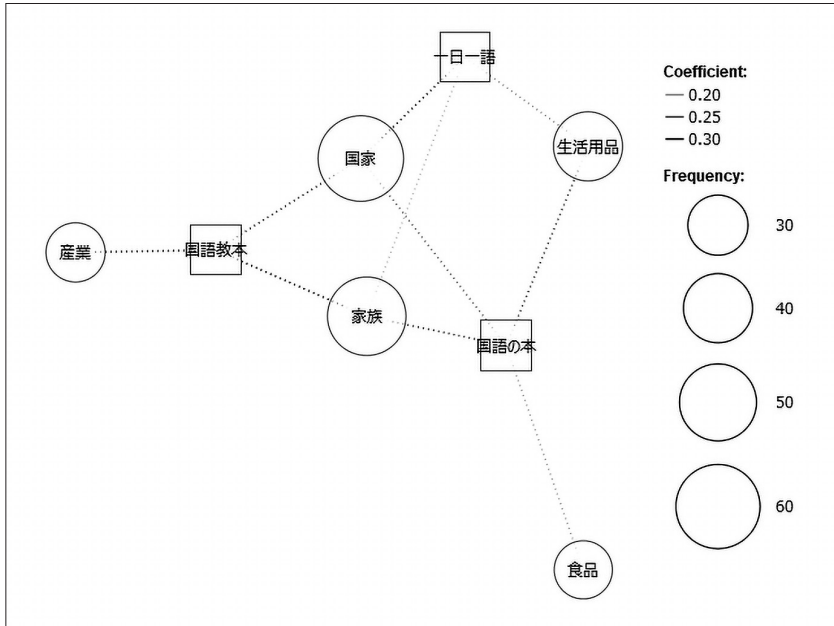 一日一語
Coefficient:
0.20
0.25
0.30
国家
生活用品
Frequency:
30
産業
国語教本
40
家族
国語の本
50
60
食品